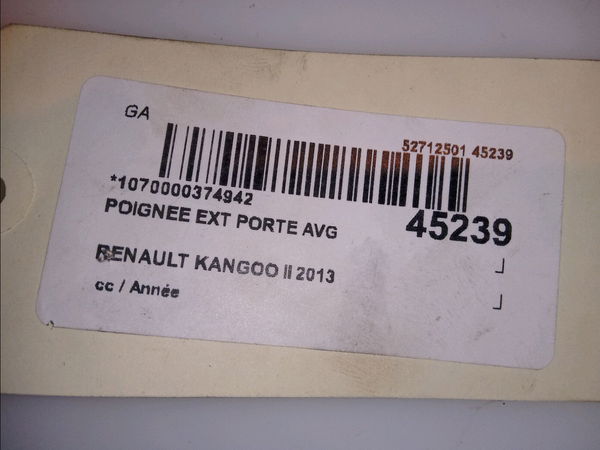 GA
52712501 45239
*1070000374942
POIGNEE EXT PORTE AVG
45239
RENAULT KANGOO II 2013
cc / Année